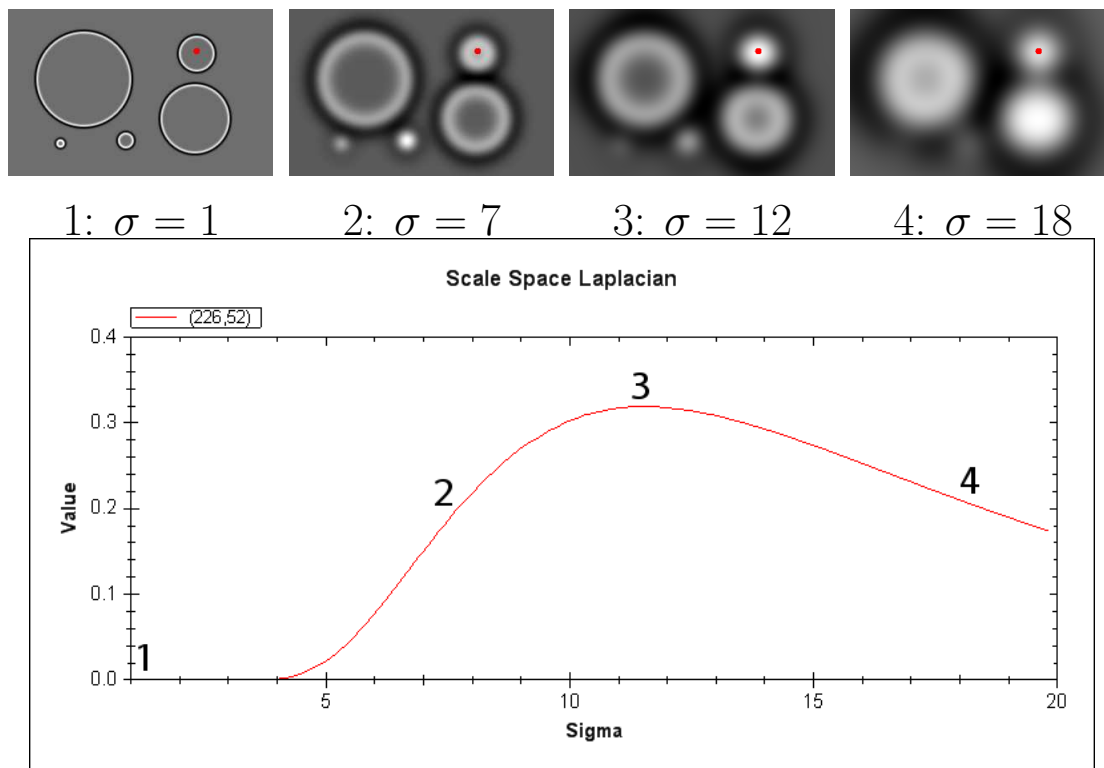 1: σ = 1
2: σ = 7
3: σ = 12
4: σ = 18
Scale Space Laplacian
(226,52)
0.4
0.3
0.2
0.1
0.0
Value
1
2
3
4
5
10
15
20
Sigma